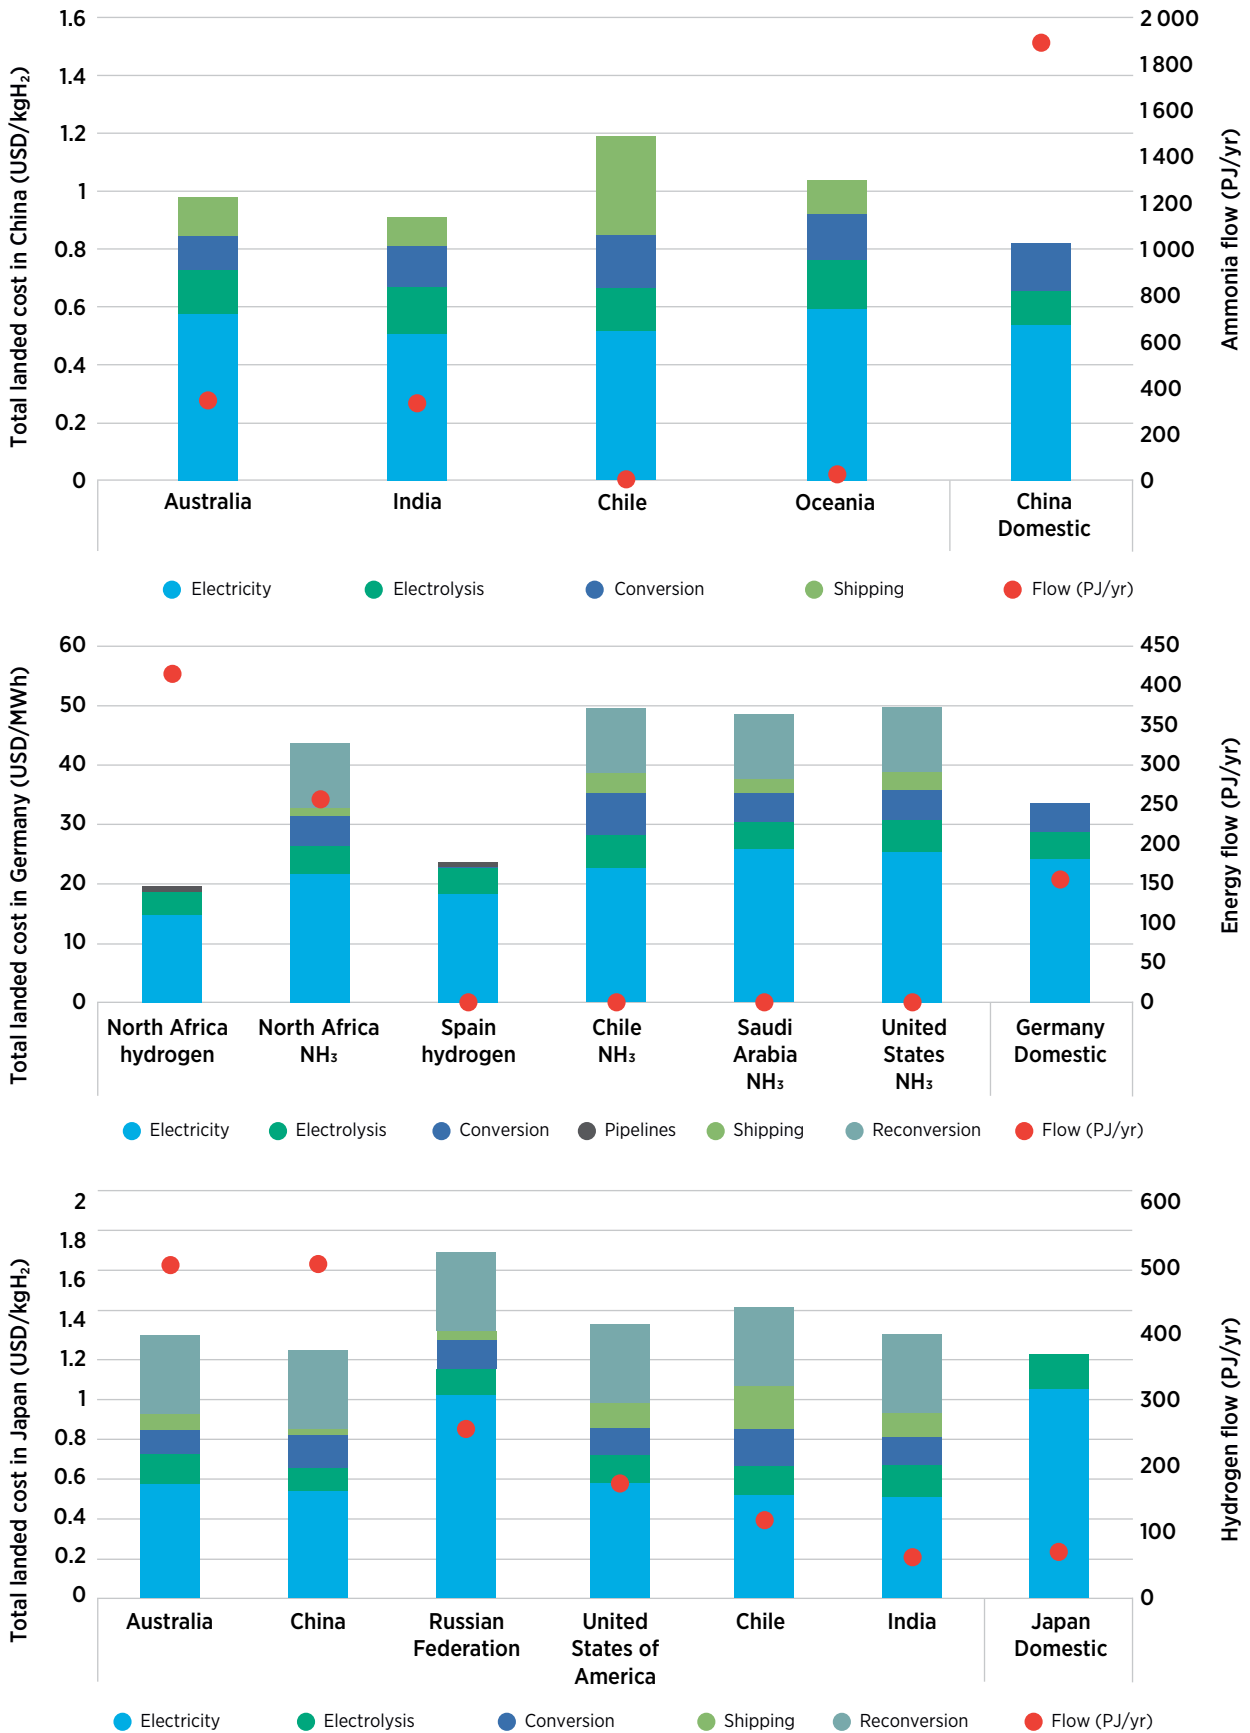 Total landed cost in China (USD/kgH₂)
1.6
1.4
1.2
1
0.8
0.6
0.4
0.2
0
2 000
1 800
1 600
1 400
1 200
1 000
800
600
400
200
0
Ammonia flow (PJ/yr)
Australia
India
Chile
Oceania
China
Domestic
Electricity
Electrolysis
Conversion
Shipping
Flow (PJ/yr)
Total landed cost in Germany (USD/MWh)
60
50
40
30
20
10
0
450
400
350
300
250
200
150
100
50
0
Energy flow (PJ/yr)
North Africa
hydrogen
North Africa
NH₃
Spain
hydrogen
Chile
NH₃
Saudi
Arabia
NH₃
United
States
NH₃
Germany
Domestic
Electricity
Electrolysis
Conversion
Pipelines
Shipping
Reconversion
Flow (PJ/yr)
Total landed cost in Japan (USD/kgH₂)
2
1.8
1.6
1.4
1.2
1
0.8
0.6
0.4
0.2
0
600
500
400
300
200
100
0
Hydrogen flow (PJ/yr)
Australia
China
Russian
Federation
United
States of
America
Chile
India
Japan
Domestic
Electricity
Electrolysis
Conversion
Shipping
Reconversion
Flow (PJ/yr)